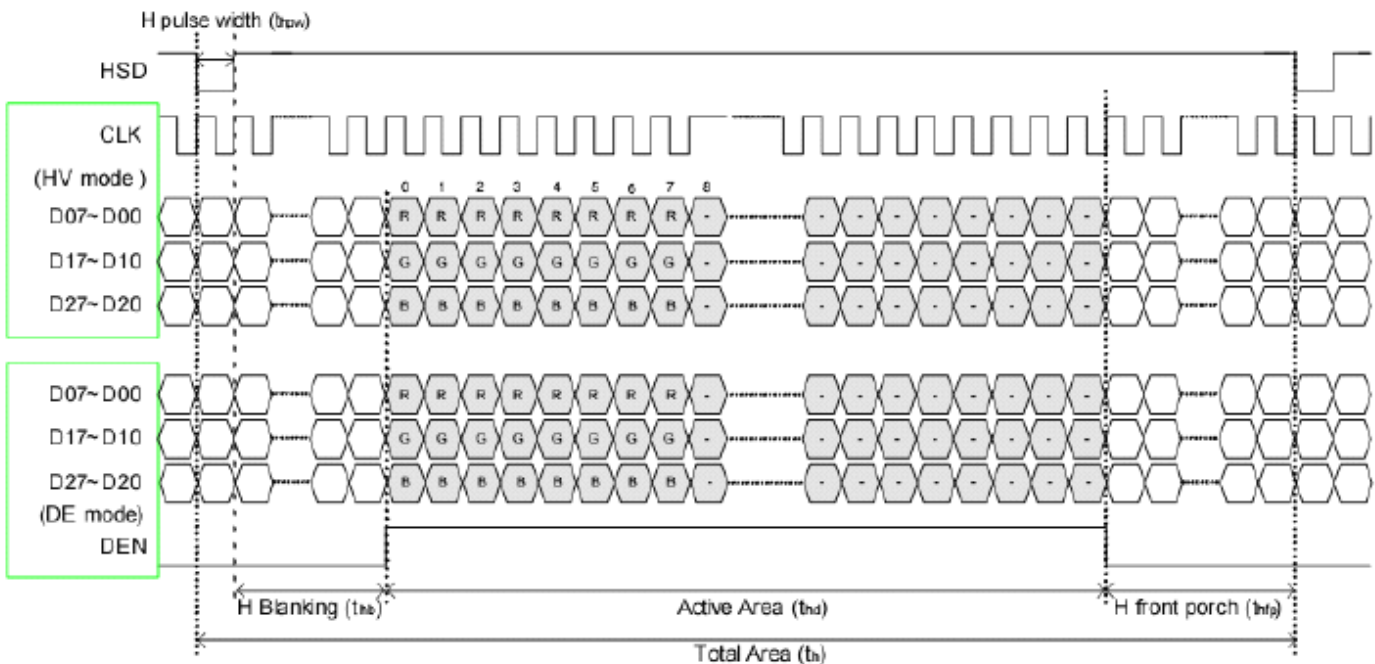 H pulse width (thpw)
HSD
CLK
(HV mode )
0 1 2 3 4 5 6 7 8
D07~D00 R R R R R R R R - - - - - - - - -
D17~D10 G G G G G G G G - - - - - - - - -
D27~D20 B B B B B B B B - - - - - - - - -
D07~D00 R R R R R R R R - - - - - - - - -
D17~D10 G G G G G G G G - - - - - - - - -
D27~D20 B B B B B B B B - - - - - - - - -
(DE mode)
DEN
H Blanking (thb) Active Area (thd) H front porch (thfp)
Total Area (th)